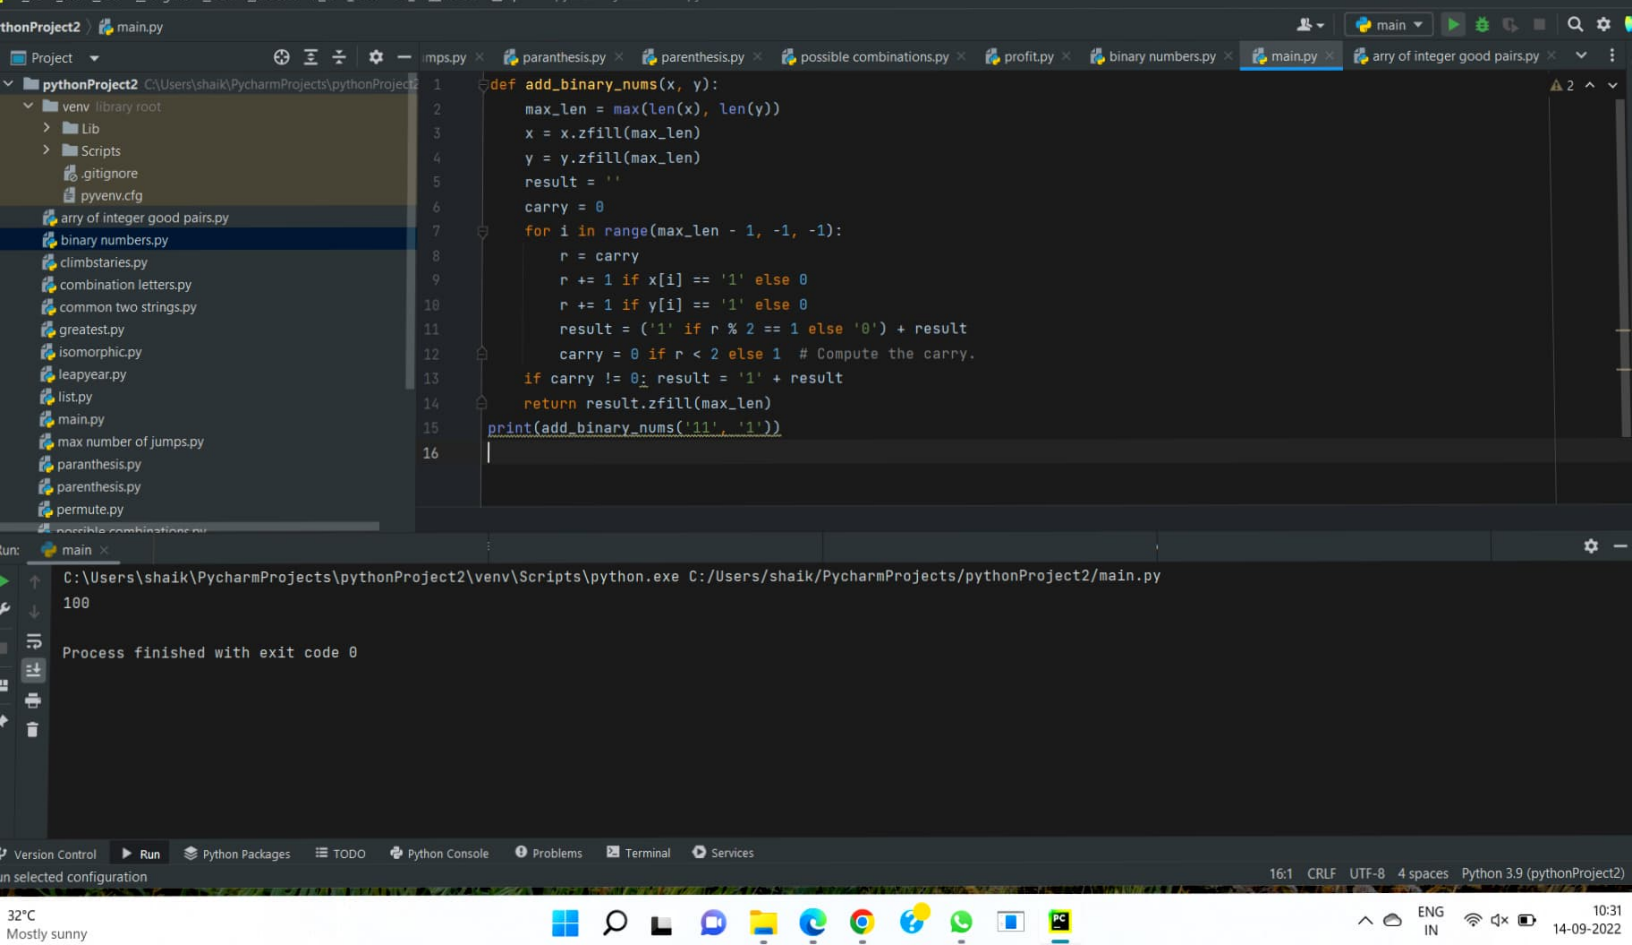 thonProject2 main.py
main
Project
mps.py paranthesis.py parenthesis.py possible combinations.py profit.py binary numbers.py main.py arry of integer good pairs.py
pythonProject2 C:\Users\shaik\PycharmProjects\pythonProject2
venv library root
Lib
Scripts
.gitignore
pyvenv.cfg
arry of integer good pairs.py
binary numbers.py
climbstaries.py
combination letters.py
common two strings.py
greatest.py
isomorphic.py
leapyear.py
list.py
main.py
max number of jumps.py
paranthesis.py
parenthesis.py
permute.py
possible combinations.py
2
1 def add_binary_nums(x, y):
2 max_len = max(len(x), len(y))
3 x = x.zfill(max_len)
4 y = y.zfill(max_len)
5 result = ''
6 carry = 0
7 for i in range(max_len - 1, -1, -1):
8 r = carry
9 r += 1 if x[i] == '1' else 0
10 r += 1 if y[i] == '1' else 0
11 result = ('1' if r % 2 == 1 else '0') + result
12 carry = 0 if r < 2 else 1 # Compute the carry.
13 if carry != 0: result = '1' + result
14 return result.zfill(max_len)
15 print(add_binary_nums('11', '1'))
16
Run: main
C:\Users\shaik\PycharmProjects\pythonProject2\venv\Scripts\python.exe C:/Users/shaik/PycharmProjects/pythonProject2/main.py
100
Process finished with exit code 0
Version Control Run Python Packages TODO Python Console Problems Terminal Services
un selected configuration
16:1 CRLF UTF-8 4 spaces Python 3.9 (pythonProject2)
32°C
Mostly sunny
PC
ENG
IN
10:31
14-09-2022